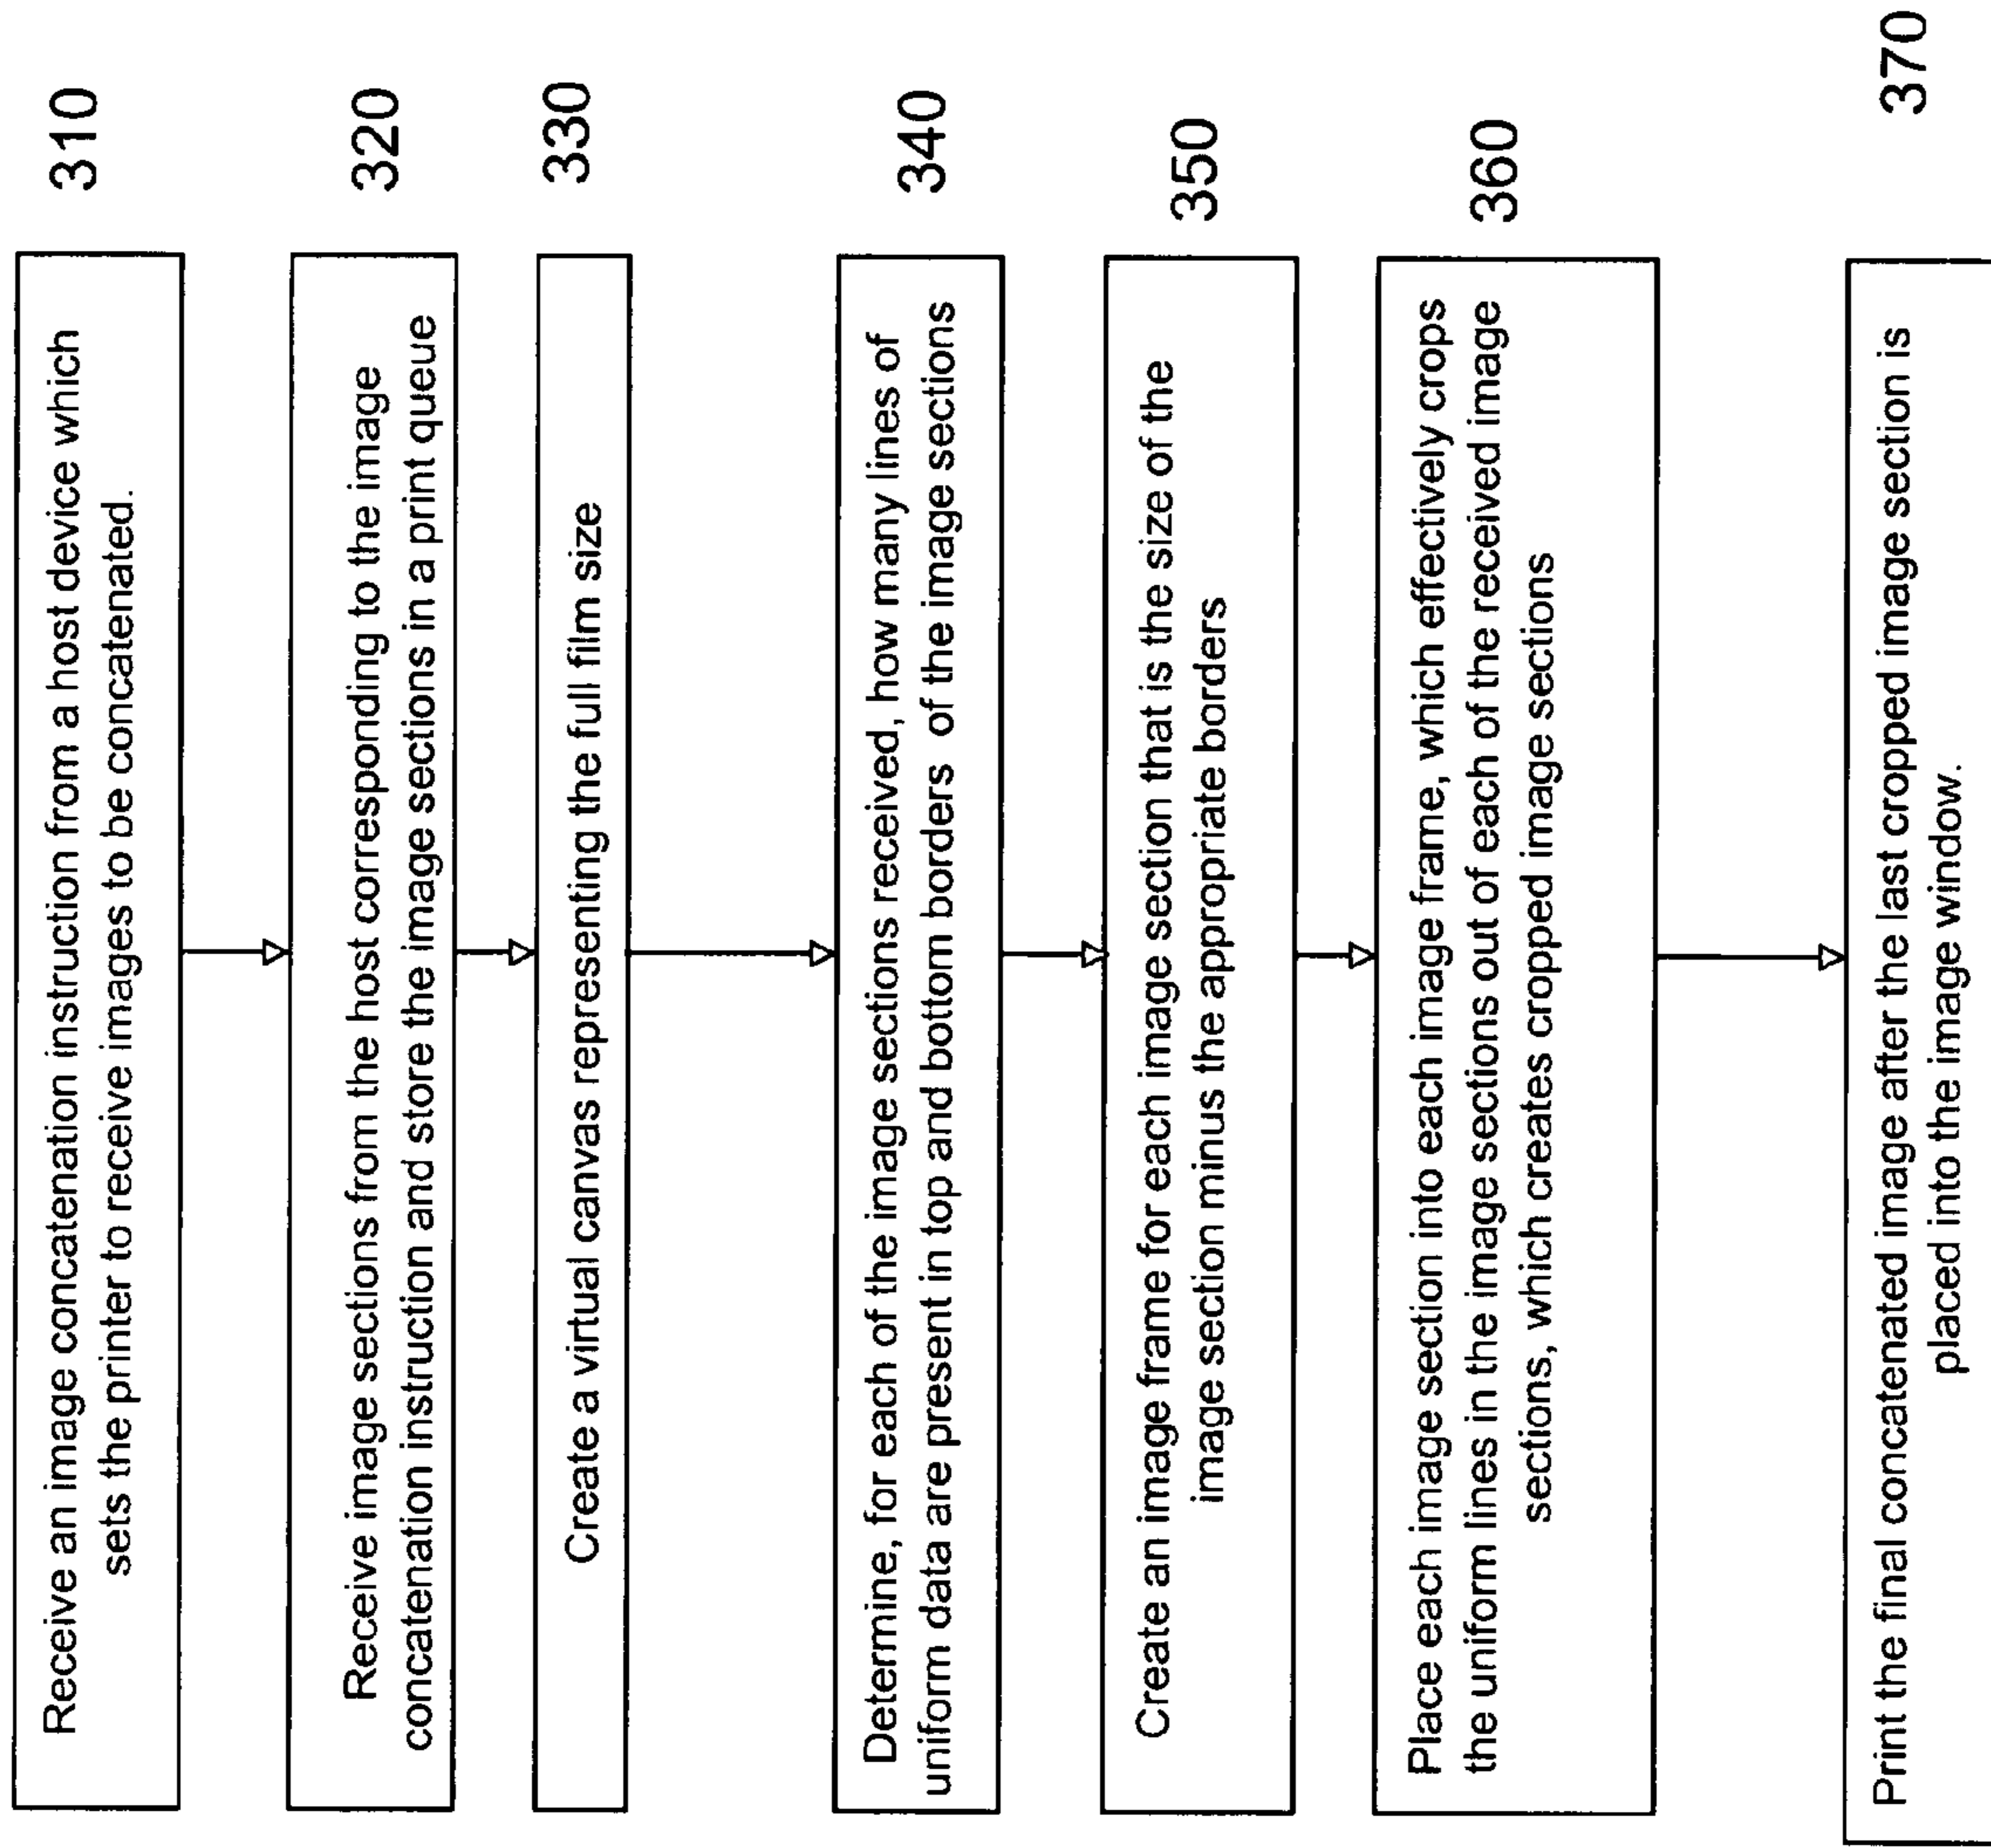 Receive an image concatenation instruction from a host device which
sets the printer to receive images to be concatenated.
310
Receive image sections from the host corresponding to the image
concatenation instruction and store the image sections in a print queue
320
Create a virtual canvas representing the full film size
330
Determine, for each of the image sections received, how many lines of
uniform data are present in top and bottom borders of the image sections
340
Create an image frame for each image section that is the size of the
image section minus the appropriate borders
350
Place each image section into each image frame, which effectively crops
the uniform lines in the image sections out of each of the received image
sections, which creates cropped image sections
360
Print the final concatenated image after the last cropped image section is
placed into the image window.
370